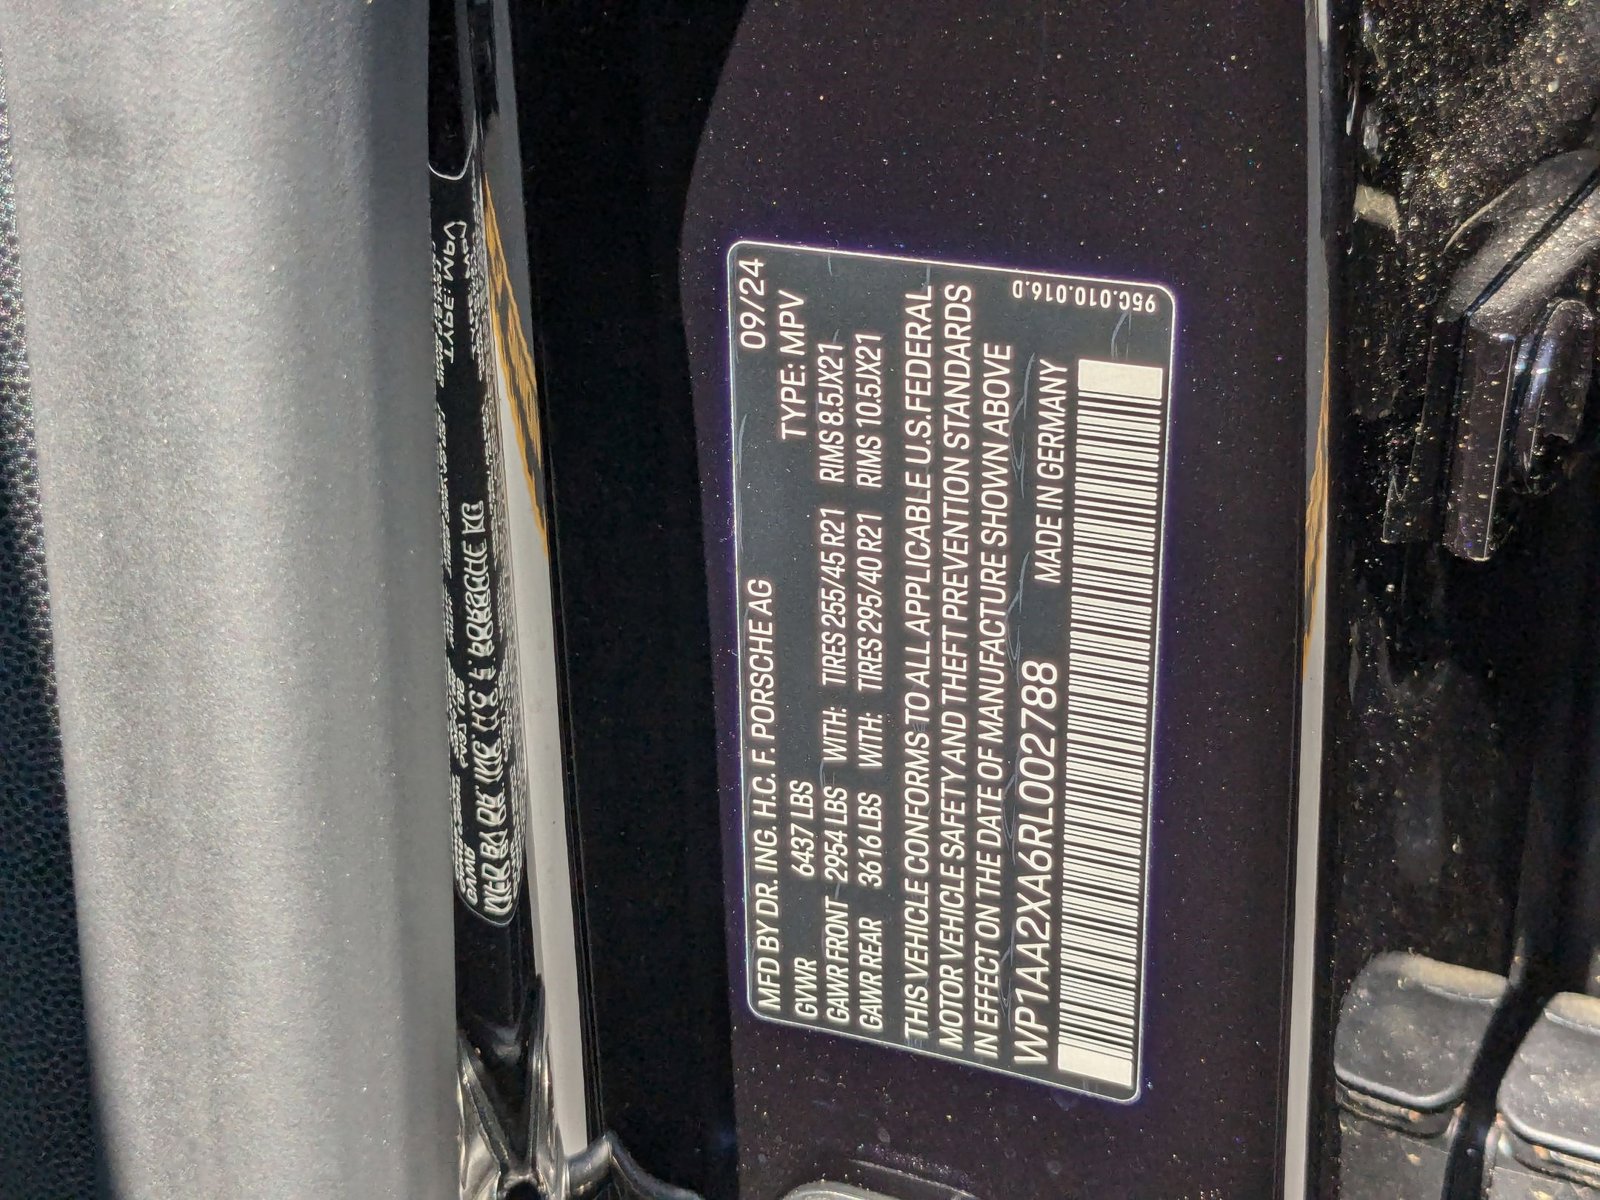 MFD BY DR. ING. H.C. F. PORSCHE AG 09/24
GVWR 6437 LBS TYPE: MPV
GAWR FRONT 2954 LBS WITH: TIRES 255/45 R21 RIMS 8.5JX21
GAWR REAR 3616 LBS WITH: TIRES 295/40 R21 RIMS 10.5JX21
THIS VEHICLE CONFORMS TO ALL APPLICABLE U.S. FEDERAL
MOTOR VEHICLE SAFETY AND THEFT PREVENTION STANDARDS
IN EFFECT ON THE DATE OF MANUFACTURE SHOWN ABOVE
WP1AA2XA6RL002788 MADE IN GERMANY
95C.010.016.D